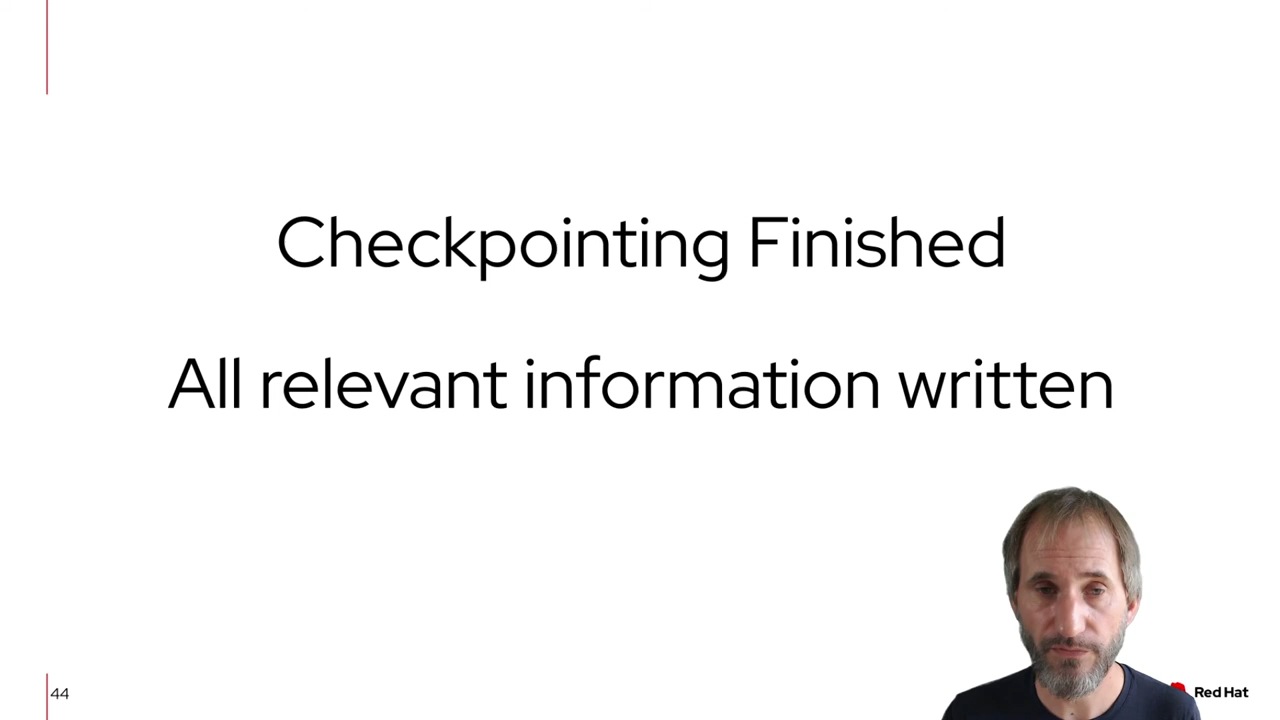 Checkpointing Finished
All relevant information written
44
Red Hat